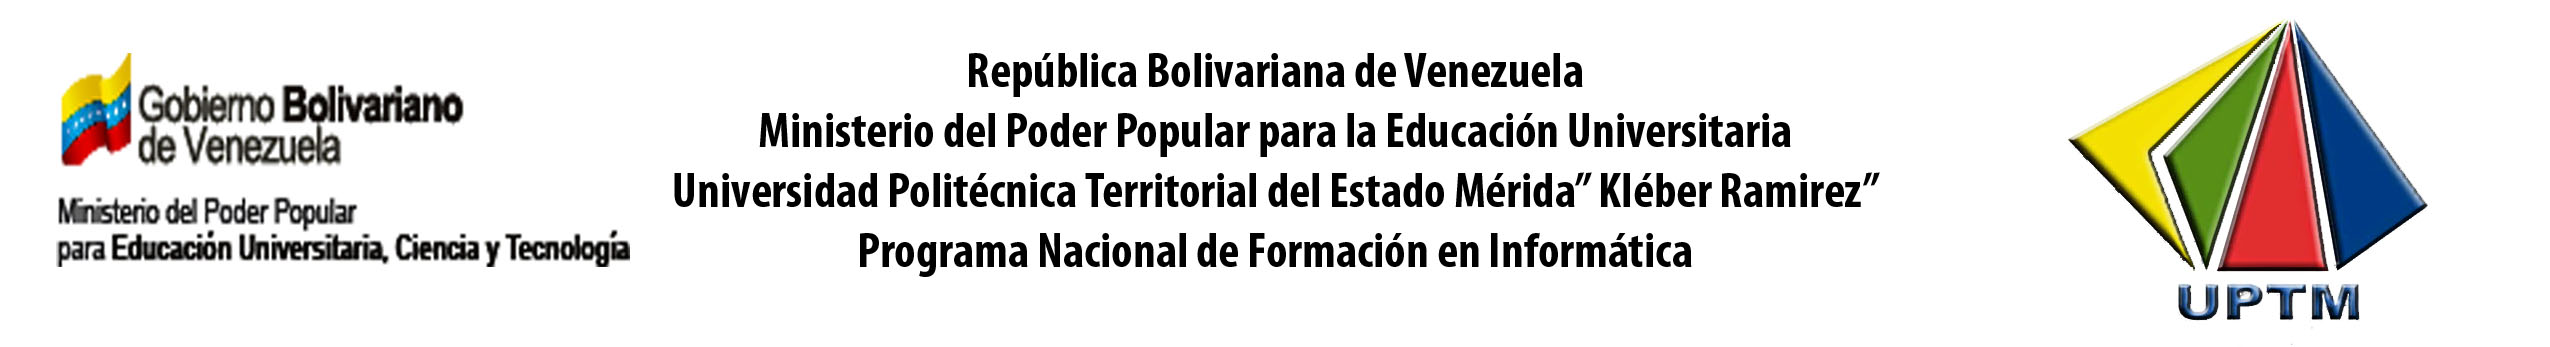 Gobierno Bolivariano
de Venezuela
Ministerio del Poder Popular
para Educación Universitaria, Ciencia y Tecnología
República Bolivariana de Venezuela
Ministerio del Poder Popular para la Educación Universitaria
Universidad Politécnica Territorial del Estado Mérida” Kléber Ramirez”
Programa Nacional de Formación en Informática
UPTM